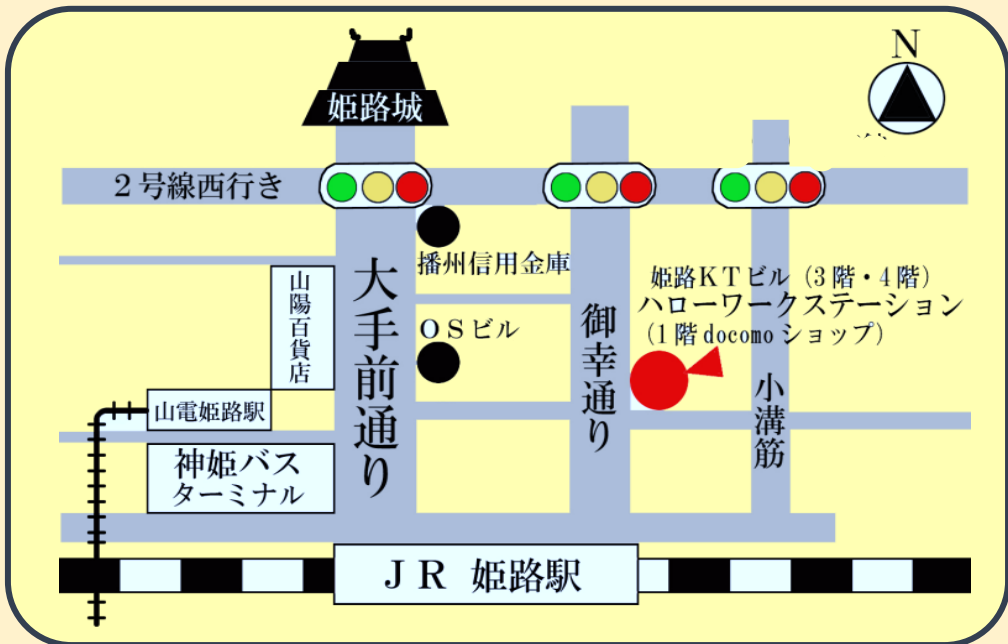 N
姫路城
２号線西行き
播州信用金庫
姫路ＫＴビル（３階・４階）
ハローワークステーション
（１階 docomo ショップ）
山陽百貨店
大手前通り
ＯＳビル
御幸通り
小溝筋
山電姫路駅
神姫バス
ターミナル
ＪＲ 姫路駅